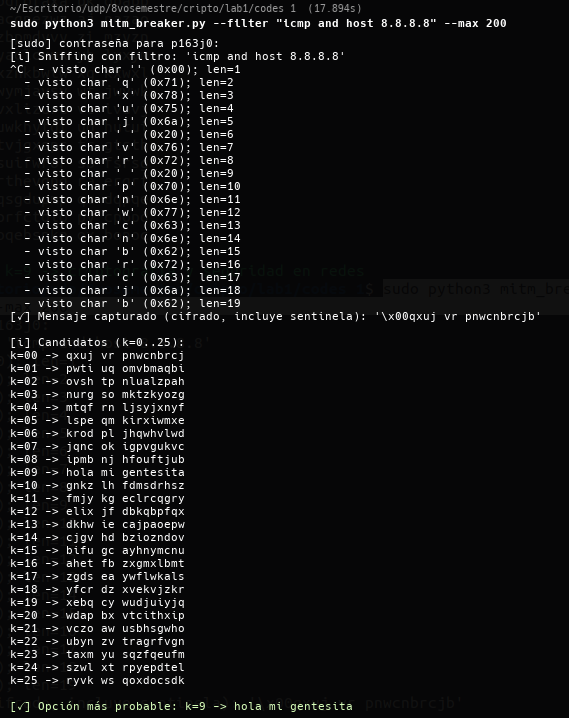 ~/Escritorio/udp/8vosemestre/cripto/lab1/codes 1 (17.894s)
sudo python3 mitm_breaker.py --filter "icmp and host 8.8.8.8" --max 200
[sudo] contraseña para p163j0:
[i] Sniffing con filtro: 'icmp and host 8.8.8.8'
^C - visto char '' (0x00); len=1
- visto char 'q' (0x71); len=2
- visto char 'x' (0x78); len=3
- visto char 'u' (0x75); len=4
- visto char 'j' (0x6a); len=5
- visto char ' ' (0x20); len=6
- visto char 'v' (0x76); len=7
- visto char 'r' (0x72); len=8
- visto char ' ' (0x20); len=9
- visto char 'p' (0x70); len=10
- visto char 'n' (0x6e); len=11
- visto char 'w' (0x77); len=12
- visto char 'c' (0x63); len=13
- visto char 'n' (0x6e); len=14
- visto char 'b' (0x62); len=15
- visto char 'r' (0x72); len=16
- visto char 'c' (0x63); len=17
- visto char 'j' (0x6a); len=18
- visto char 'b' (0x62); len=19
[✓] Mensaje capturado (cifrado, incluye sentinela): '\x00qxuj vr pnwcnbrcjb'
[i] Candidatos (k=0..25):
k=00 -> qxuj vr pnwcnbrcj
k=01 -> pwti uq omvbmaqbi
k=02 -> ovsh tp nlualzpah
k=03 -> nurg so mktzkyozg
k=04 -> mtqf rn ljsyjxnyf
k=05 -> lspe qm kirxiwmxe
k=06 -> krod pl jhqwhvlwd
k=07 -> jqnc ok igpvgukvc
k=08 -> ipmb nj hfouftjub
k=09 -> hola mi gentesita
k=10 -> gnkz lh fdmsdrhsz
k=11 -> fmjy kg eclrcqgry
k=12 -> elix jf dbkqbpfqx
k=13 -> dkhw ie cajpaoepw
k=14 -> cjgv hd bziozndov
k=15 -> bifu gc ayhnymcnu
k=16 -> ahet fb zxgmxlbmt
k=17 -> zgds ea ywflwkals
k=18 -> yfcr dz xvekvjzkr
k=19 -> xebq cy wudjuiyjq
k=20 -> wdap bx vtcithxip
k=21 -> vczo aw usbhsgwho
k=22 -> ubyn zv tragrfvgn
k=23 -> taxm yu sqzfqeufm
k=24 -> szwl xt rpyepdtel
k=25 -> ryvk ws qoxdocsdk
[✓] Opción más probable: k=9 -> hola mi gentesita